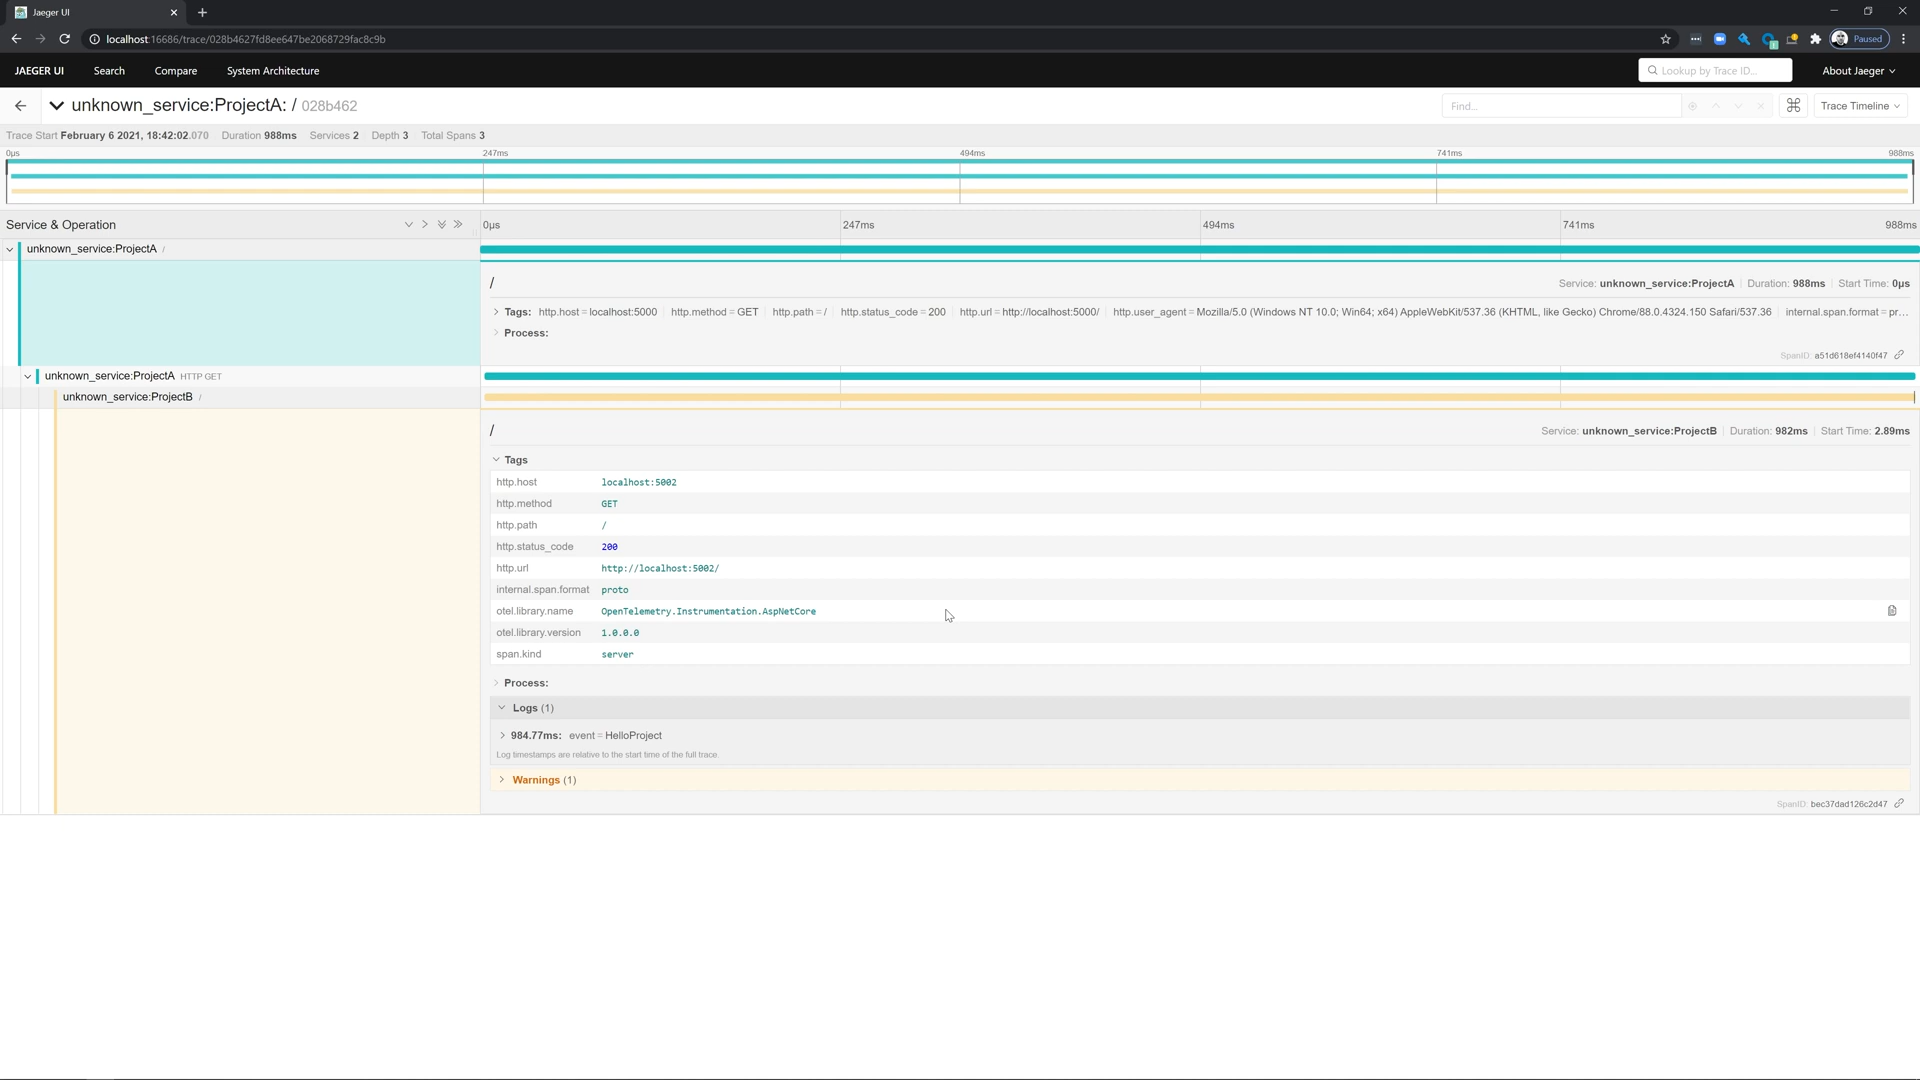 Jaeger UI
localhost:16686/trace/028b4627fd8ee647be2068729fac8c9b
Paused
JAEGER UI Search Compare System Architecture Lookup by Trace ID... About Jaeger
unknown_service:ProjectA: / 028b462 Find... Trace Timeline
Trace Start February 6 2021, 18:42:02.070 Duration 988ms Services 2 Depth 3 Total Spans 3
0μs 247ms 494ms 741ms 988ms
Service & Operation 0μs 247ms 494ms 741ms 988ms
unknown_service:ProjectA /
/ Service: unknown_service:ProjectA Duration: 988ms Start Time: 0μs
Tags: http.host = localhost:5000 http.method = GET http.path = / http.status_code = 200 http.url = http://localhost:5000/ http.user_agent = Mozilla/5.0 (Windows NT 10.0; Win64; x64) AppleWebKit/537.36 (KHTML, like Gecko) Chrome/88.0.4324.150 Safari/537.36 internal.span.format = pr...
Process:
SpanID: a51d618ef4140f47
unknown_service:ProjectA HTTP GET
unknown_service:ProjectB /
/ Service: unknown_service:ProjectB Duration: 982ms Start Time: 2.89ms
Tags
http.host localhost:5002
http.method GET
http.path /
http.status_code 200
http.url http://localhost:5002/
internal.span.format proto
otel.library.name OpenTelemetry.Instrumentation.AspNetCore
otel.library.version 1.0.0.0
span.kind server
Process:
Logs (1)
984.77ms: event = HelloProject
Log timestamps are relative to the start time of the full trace.
Warnings (1)
SpanID: bec37dad126c2d47